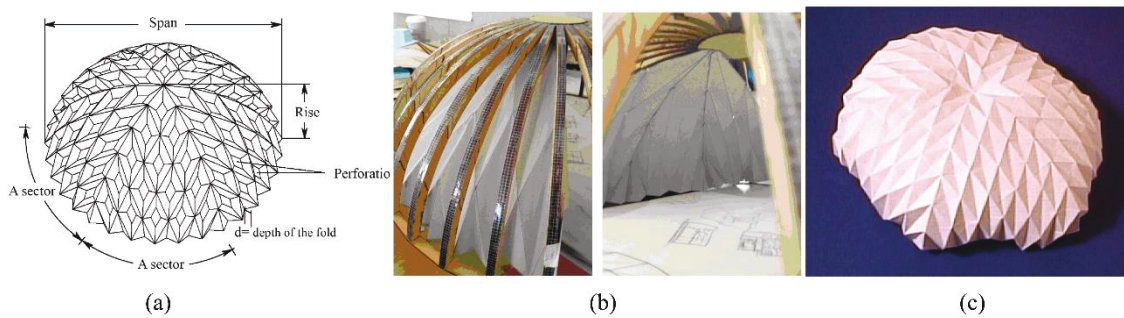 Span
Rise
Perforatio
A sector
d= depth of the fold
A sector
(a)
(b)
(c)